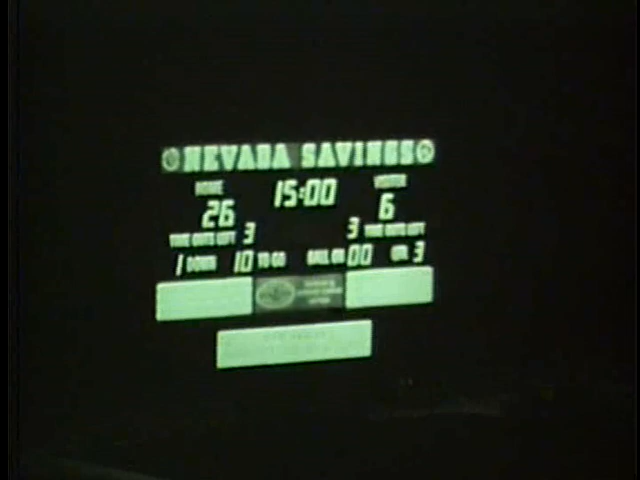 NEVADA SAVINGS
HOME 15:00 VISITOR
26 6
TIME OUTS LEFT 3 3 TIME OUTS LEFT
1 DOWN 10 TO GO BALL ON 00 QTR 3